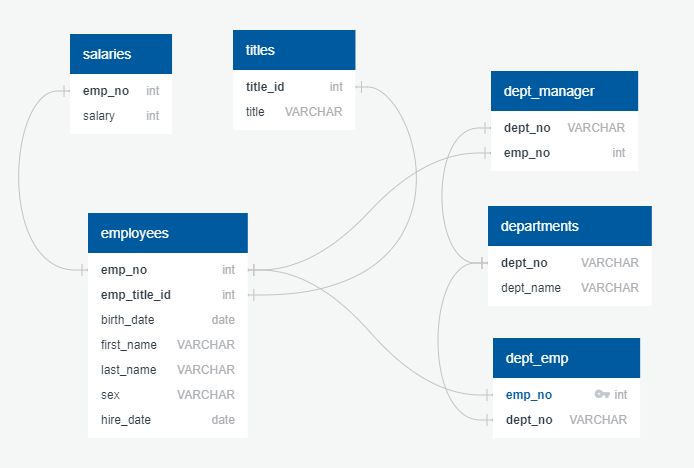 salaries
emp_no int
salary int
titles
title_id int
title VARCHAR
dept_manager
dept_no VARCHAR
emp_no int
employees
emp_no int
emp_title_id int
birth_date date
first_name VARCHAR
last_name VARCHAR
sex VARCHAR
hire_date date
departments
dept_no VARCHAR
dept_name VARCHAR
dept_emp
emp_no int
dept_no VARCHAR